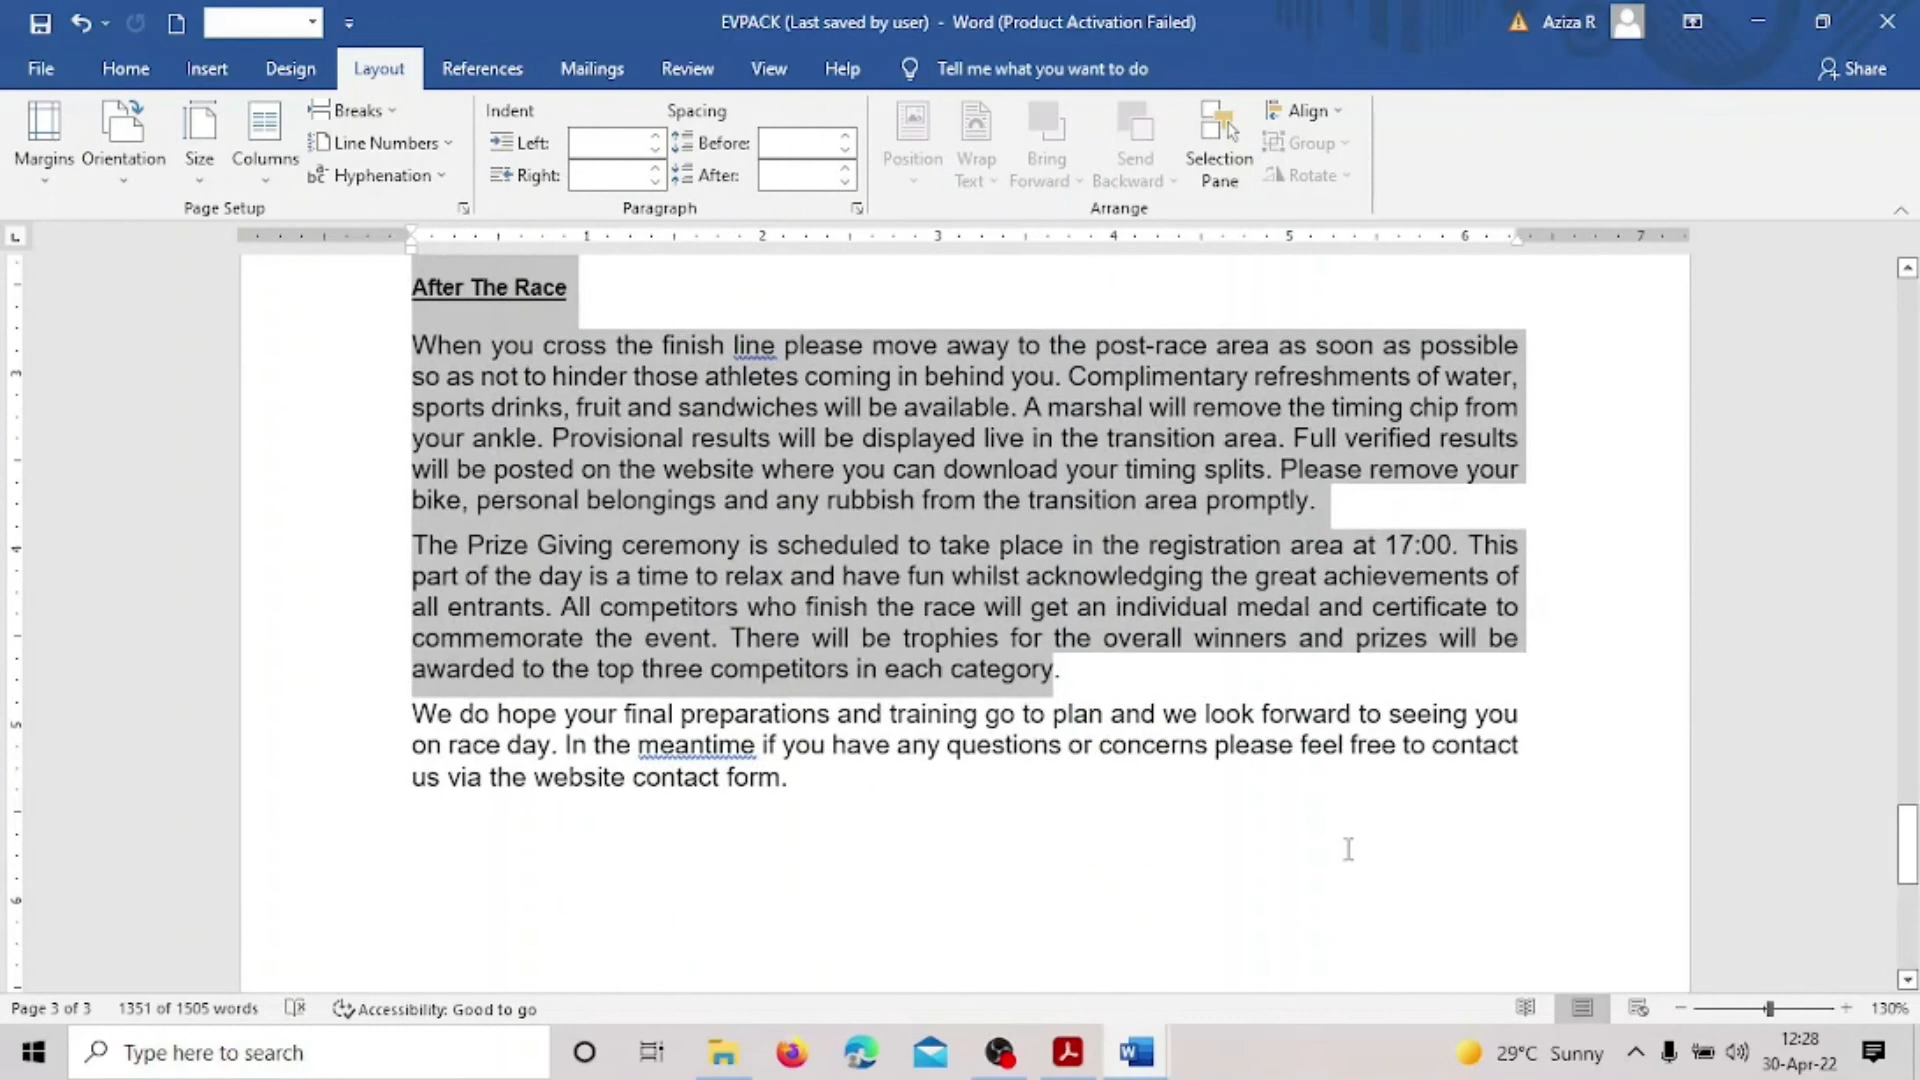 EVPACK (Last saved by user) - Word (Product Activation Failed)
Aziza R
File Home Insert Design Layout References Mailings Review View Help Tell me what you want to do Share
Margins Orientation Size Columns
Breaks
Line Numbers
Hyphenation
Page Setup
Indent Spacing
Left: Before:
Right: After:
Paragraph
Position Wrap Text Bring Forward Send Backward Selection Pane
Align
Group
Rotate
Arrange
1 2 3 4 5 6 7
After The Race
When you cross the finish line please move away to the post-race area as soon as possible
so as not to hinder those athletes coming in behind you. Complimentary refreshments of water,
sports drinks, fruit and sandwiches will be available. A marshal will remove the timing chip from
your ankle. Provisional results will be displayed live in the transition area. Full verified results
will be posted on the website where you can download your timing splits. Please remove your
bike, personal belongings and any rubbish from the transition area promptly.
The Prize Giving ceremony is scheduled to take place in the registration area at 17:00. This
part of the day is a time to relax and have fun whilst acknowledging the great achievements of
all entrants. All competitors who finish the race will get an individual medal and certificate to
commemorate the event. There will be trophies for the overall winners and prizes will be
awarded to the top three competitors in each category.
We do hope your final preparations and training go to plan and we look forward to seeing you
on race day. In the meantime if you have any questions or concerns please feel free to contact
us via the website contact form.
3
4
5
6
Page 3 of 3 1351 of 1505 words Accessibility: Good to go 130%
Type here to search
29°C Sunny
12:28
30-Apr-22